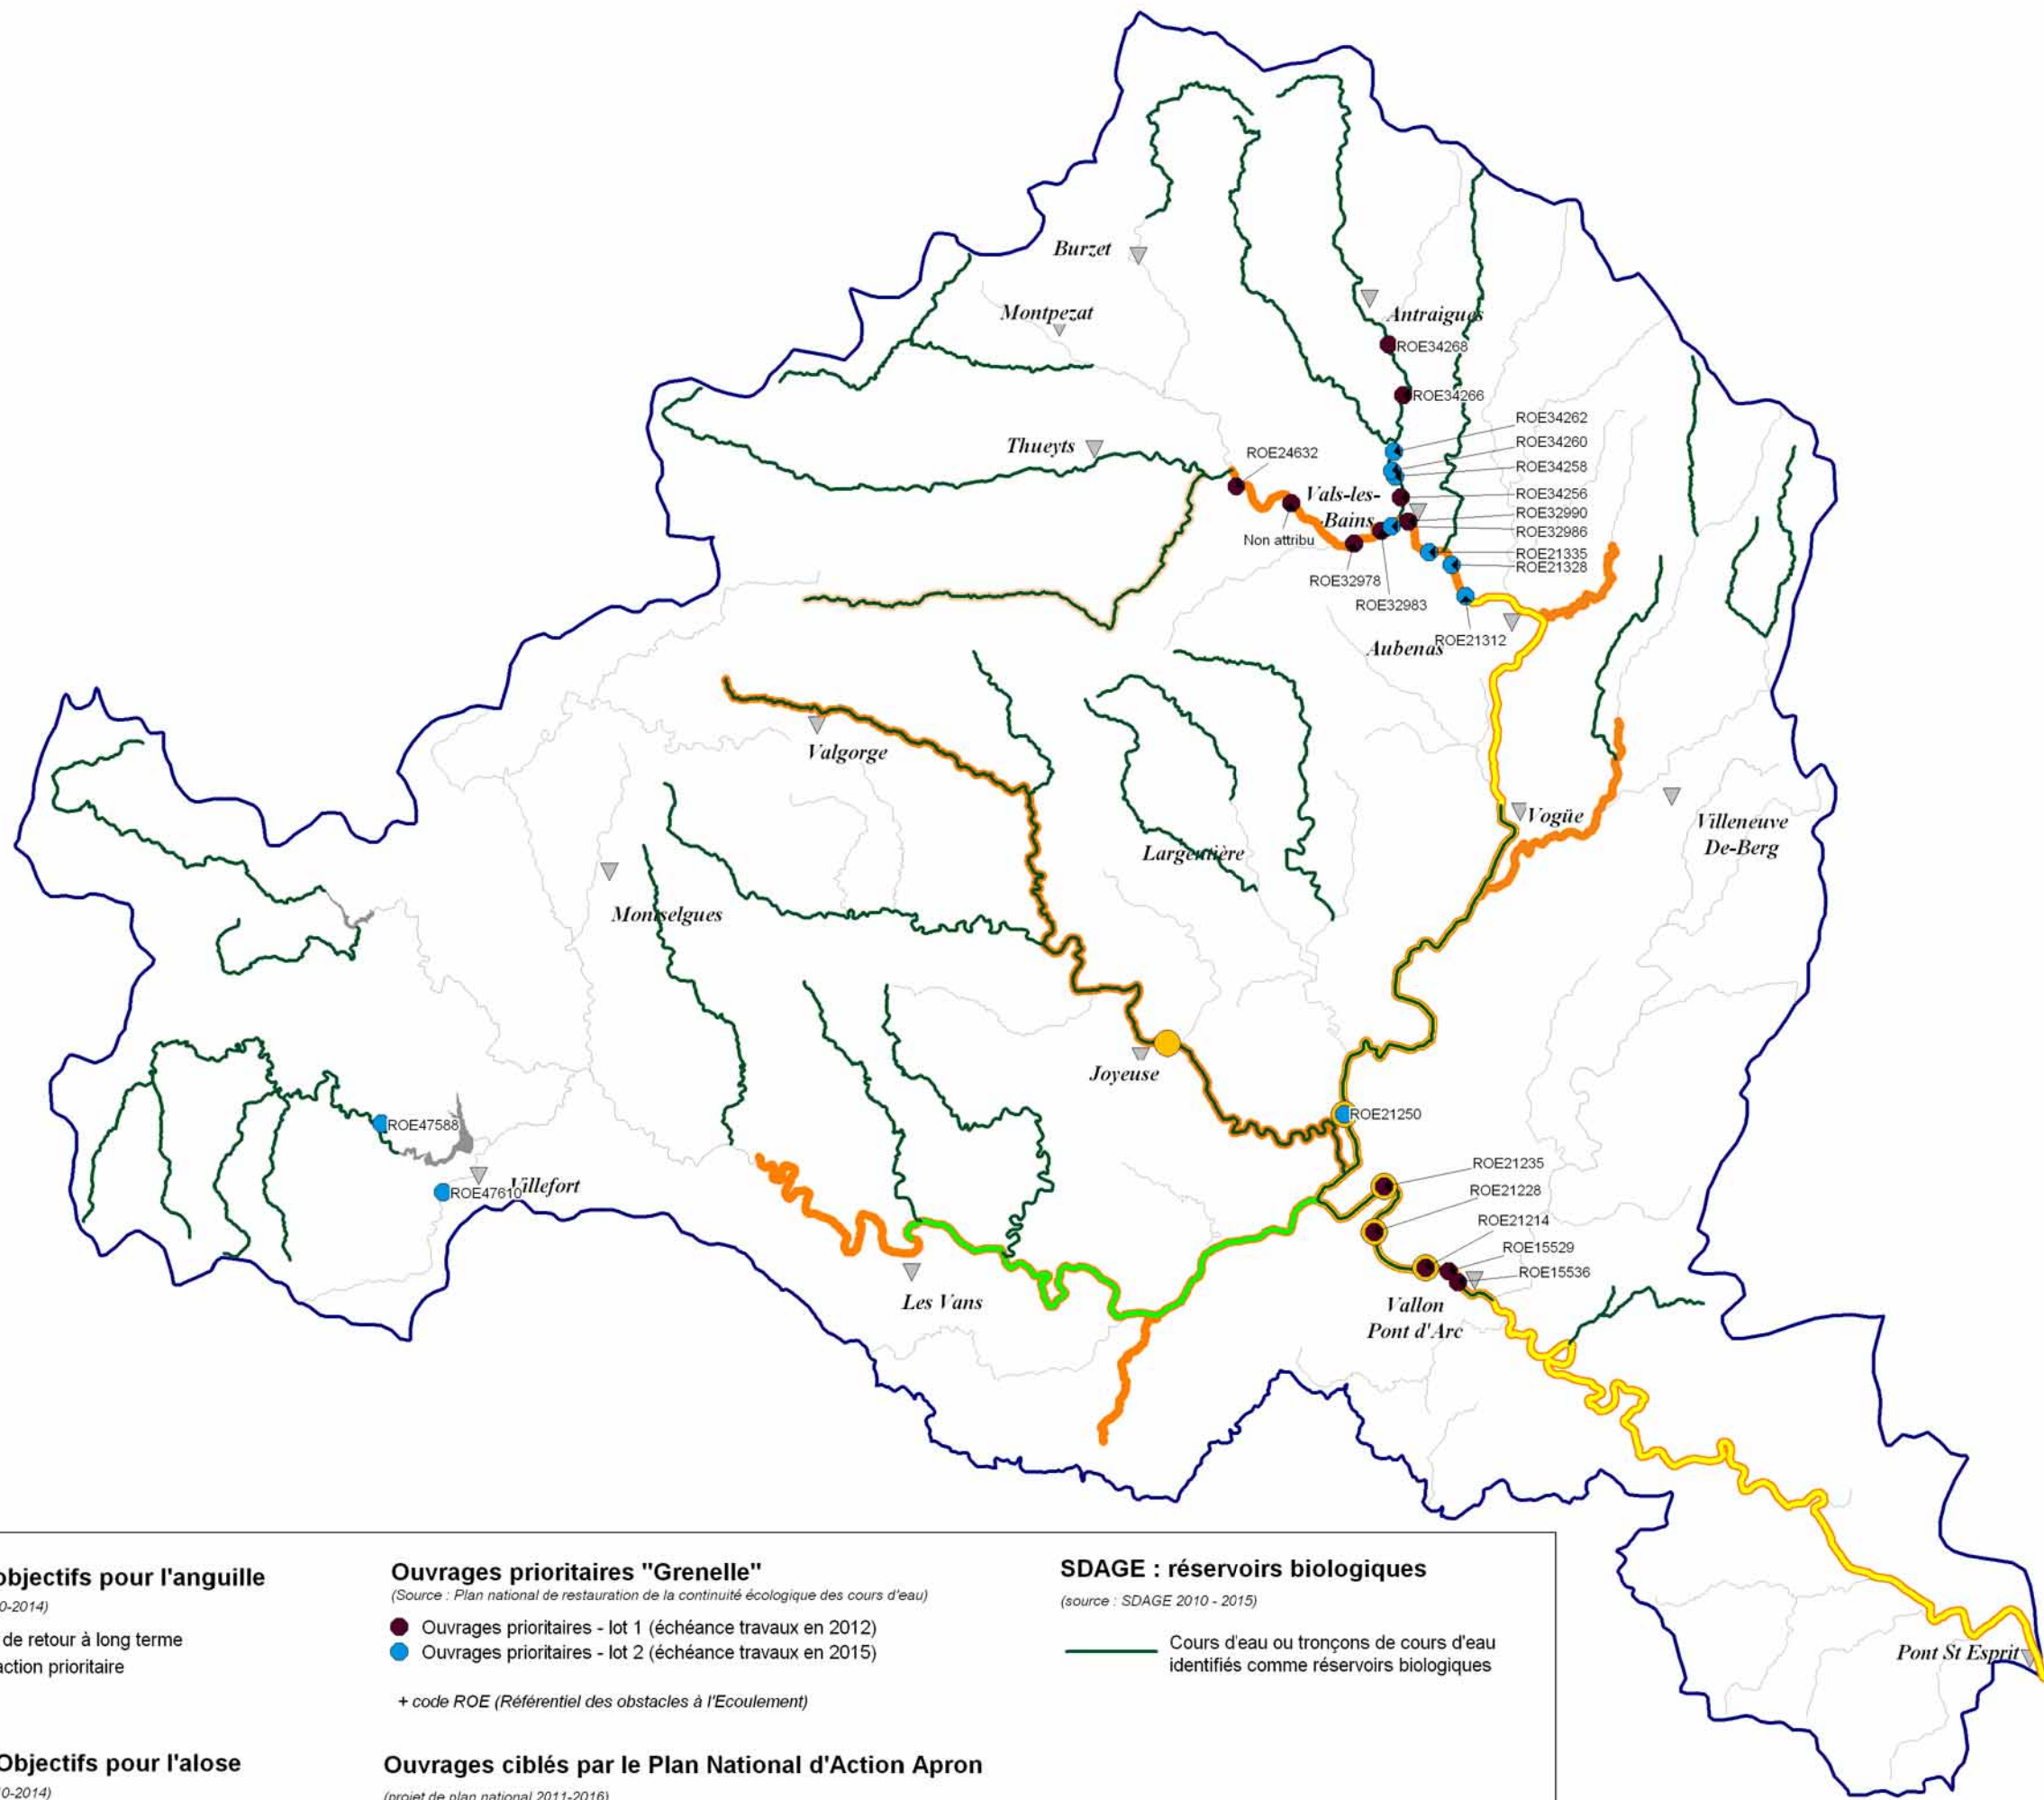 Burzet
Montpezat
Antraigues
ROE34268
ROE34266
ROE34262
ROE34260
ROE34258
ROE34256
ROE32990
ROE32986
ROE21335
ROE21328
Thueyts
ROE24632
Vals-les-
Bains
Non attribu
ROE32978
ROE32983
ROE21312
Aubenas
Valgorge
Vogüe
Villeneuve
De-Berg
Largentière
Montselgues
Joyeuse
ROE21250
ROE47588
ROE47610
Villefort
ROE21235
ROE21228
ROE21214
ROE15529
ROE15536
Les Vans
Vallon
Pont d'Arc
Pont St Esprit
objectifs pour l'anguille
0-2014)
de retour à long terme
action prioritaire
Objectifs pour l'alose
0-2014)
Ouvrages prioritaires "Grenelle"
(Source : Plan national de restauration de la continuité écologique des cours d'eau)
Ouvrages prioritaires - lot 1 (échéance travaux en 2012)
Ouvrages prioritaires - lot 2 (échéance travaux en 2015)
+ code ROE (Référentiel des obstacles à l'Ecoulement)
Ouvrages ciblés par le Plan National d'Action Apron
(projet de plan national 2011-2016)
SDAGE : réservoirs biologiques
(source : SDAGE 2010 - 2015)
Cours d'eau ou tronçons de cours d'eau
identifiés comme réservoirs biologiques